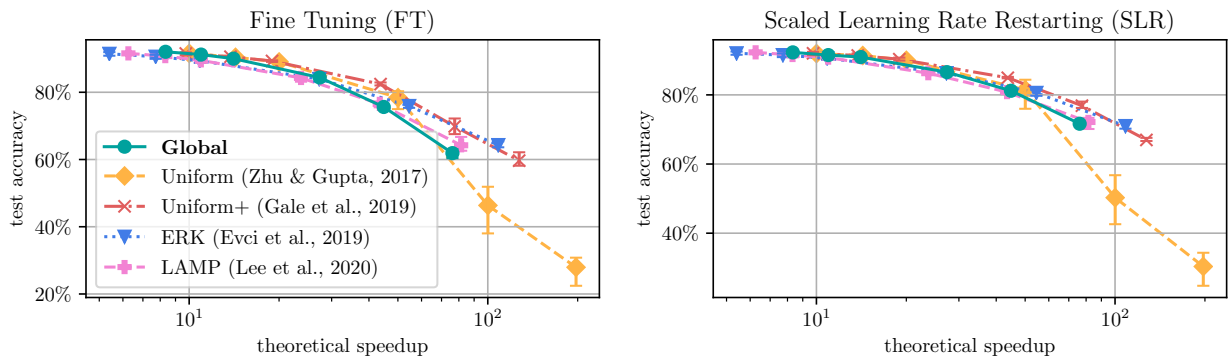 Fine Tuning (FT)
test accuracy
80%
60%
40%
20%
Global
Uniform (Zhu & Gupta, 2017)
Uniform+ (Gale et al., 2019)
ERK (Evci et al., 2019)
LAMP (Lee et al., 2020)
10¹
10²
theoretical speedup
Scaled Learning Rate Restarting (SLR)
test accuracy
80%
60%
40%
10¹
10²
theoretical speedup